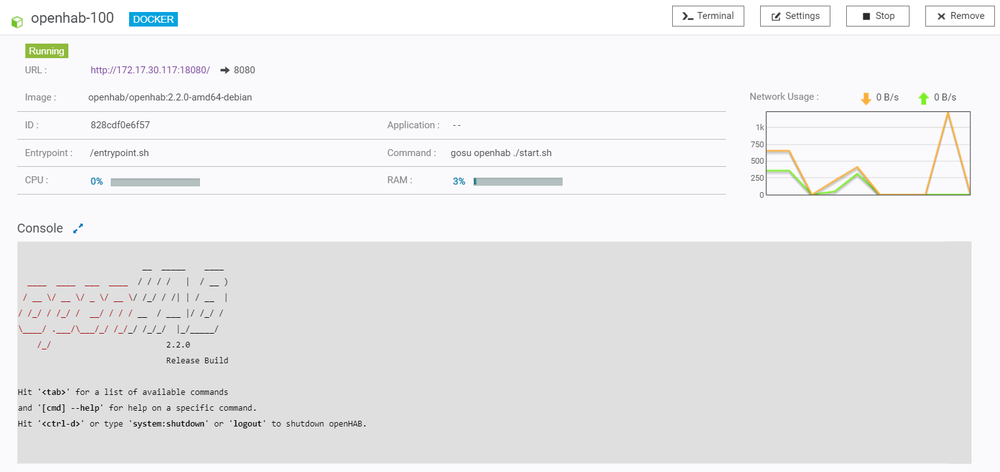 openhab-100 DOCKER Terminal Settings Stop Remove
Running
URL : http://172.17.30.117:18080/ 8080
Image : openhab/openhab:2.2.0-amd64-debian
Network Usage : 0 B/s 0 B/s
ID : 828cdf0e6f57 Application : - -
Entrypoint : /entrypoint.sh Command : gosu openhab ./start.sh
CPU : 0% RAM : 3%
1k
750
500
250
0
Console
                          __  _____    ____
  ____  ____  ___  ____  / / / /   |  / __ )
 / __ \/ __ \/ _ \/ __ \/ /_/ / /| | / __  |
/ /_/ / /_/ /  __/ / / / __  / ___ |/ /_/ /
\____/ .___/\___/_/ /_/_/ /_/_/  |_/_____/
    /_/                        2.2.0
                               Release Build
Hit '<tab>' for a list of available commands
and '[cmd] --help' for help on a specific command.
Hit '<ctrl-d>' or type 'system:shutdown' or 'logout' to shutdown openHAB.